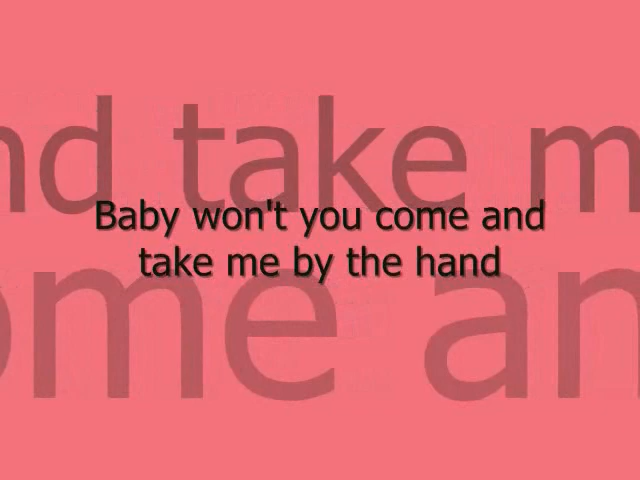 nd take m
Baby won't you come and
take me by the hand
ome an